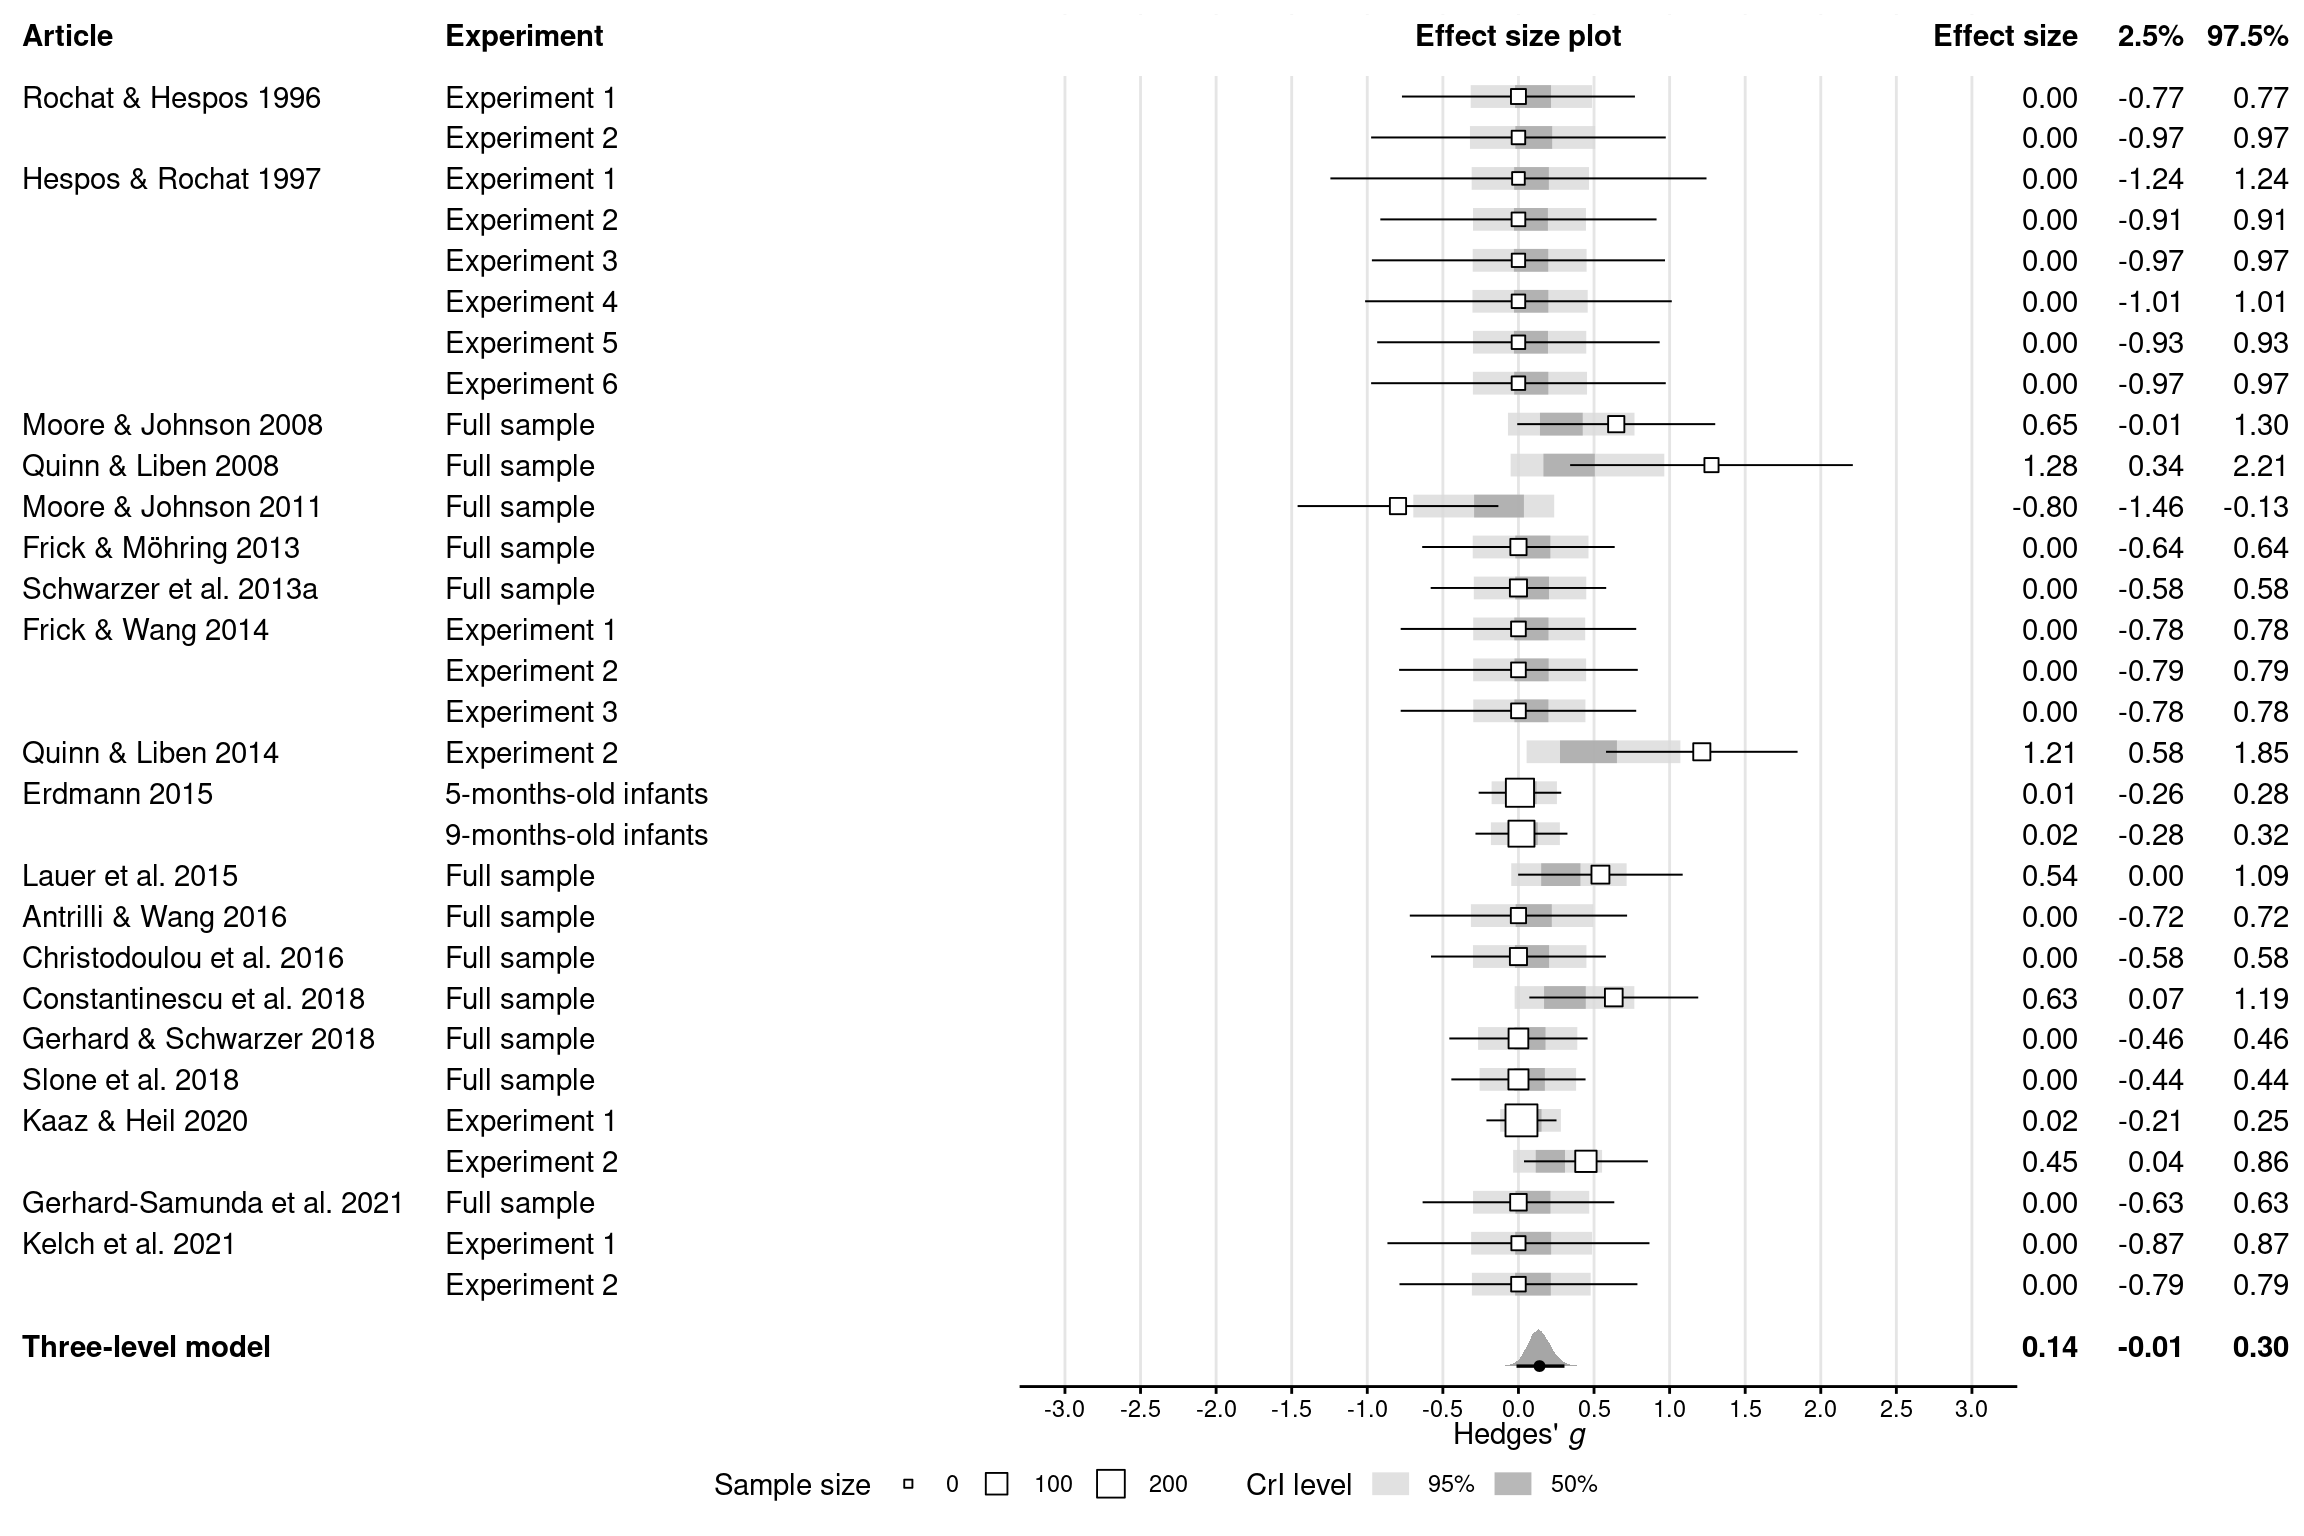 Article Experiment Effect size plot Effect size 2.5% 97.5%
Rochat & Hespos 1996 Experiment 1 0.00 -0.77 0.77
Experiment 2 0.00 -0.97 0.97
Hespos & Rochat 1997 Experiment 1 0.00 -1.24 1.24
Experiment 2 0.00 -0.91 0.91
Experiment 3 0.00 -0.97 0.97
Experiment 4 0.00 -1.01 1.01
Experiment 5 0.00 -0.93 0.93
Experiment 6 0.00 -0.97 0.97
Moore & Johnson 2008 Full sample 0.65 -0.01 1.30
Quinn & Liben 2008 Full sample 1.28 0.34 2.21
Moore & Johnson 2011 Full sample -0.80 -1.46 -0.13
Frick & Möhring 2013 Full sample 0.00 -0.64 0.64
Schwarzer et al. 2013a Full sample 0.00 -0.58 0.58
Frick & Wang 2014 Experiment 1 0.00 -0.78 0.78
Experiment 2 0.00 -0.79 0.79
Experiment 3 0.00 -0.78 0.78
Quinn & Liben 2014 Experiment 2 1.21 0.58 1.85
Erdmann 2015 5-months-old infants 0.01 -0.26 0.28
9-months-old infants 0.02 -0.28 0.32
Lauer et al. 2015 Full sample 0.54 0.00 1.09
Antrilli & Wang 2016 Full sample 0.00 -0.72 0.72
Christodoulou et al. 2016 Full sample 0.00 -0.58 0.58
Constantinescu et al. 2018 Full sample 0.63 0.07 1.19
Gerhard & Schwarzer 2018 Full sample 0.00 -0.46 0.46
Slone et al. 2018 Full sample 0.00 -0.44 0.44
Kaaz & Heil 2020 Experiment 1 0.02 -0.21 0.25
Experiment 2 0.45 0.04 0.86
Gerhard-Samunda et al. 2021 Full sample 0.00 -0.63 0.63
Kelch et al. 2021 Experiment 1 0.00 -0.87 0.87
Experiment 2 0.00 -0.79 0.79
Three-level model 0.14 -0.01 0.30
-3.0 -2.5 -2.0 -1.5 -1.0 -0.5 0.0 0.5 1.0 1.5 2.0 2.5 3.0
Hedges' g
Sample size 0 100 200 CrI level 95% 50%